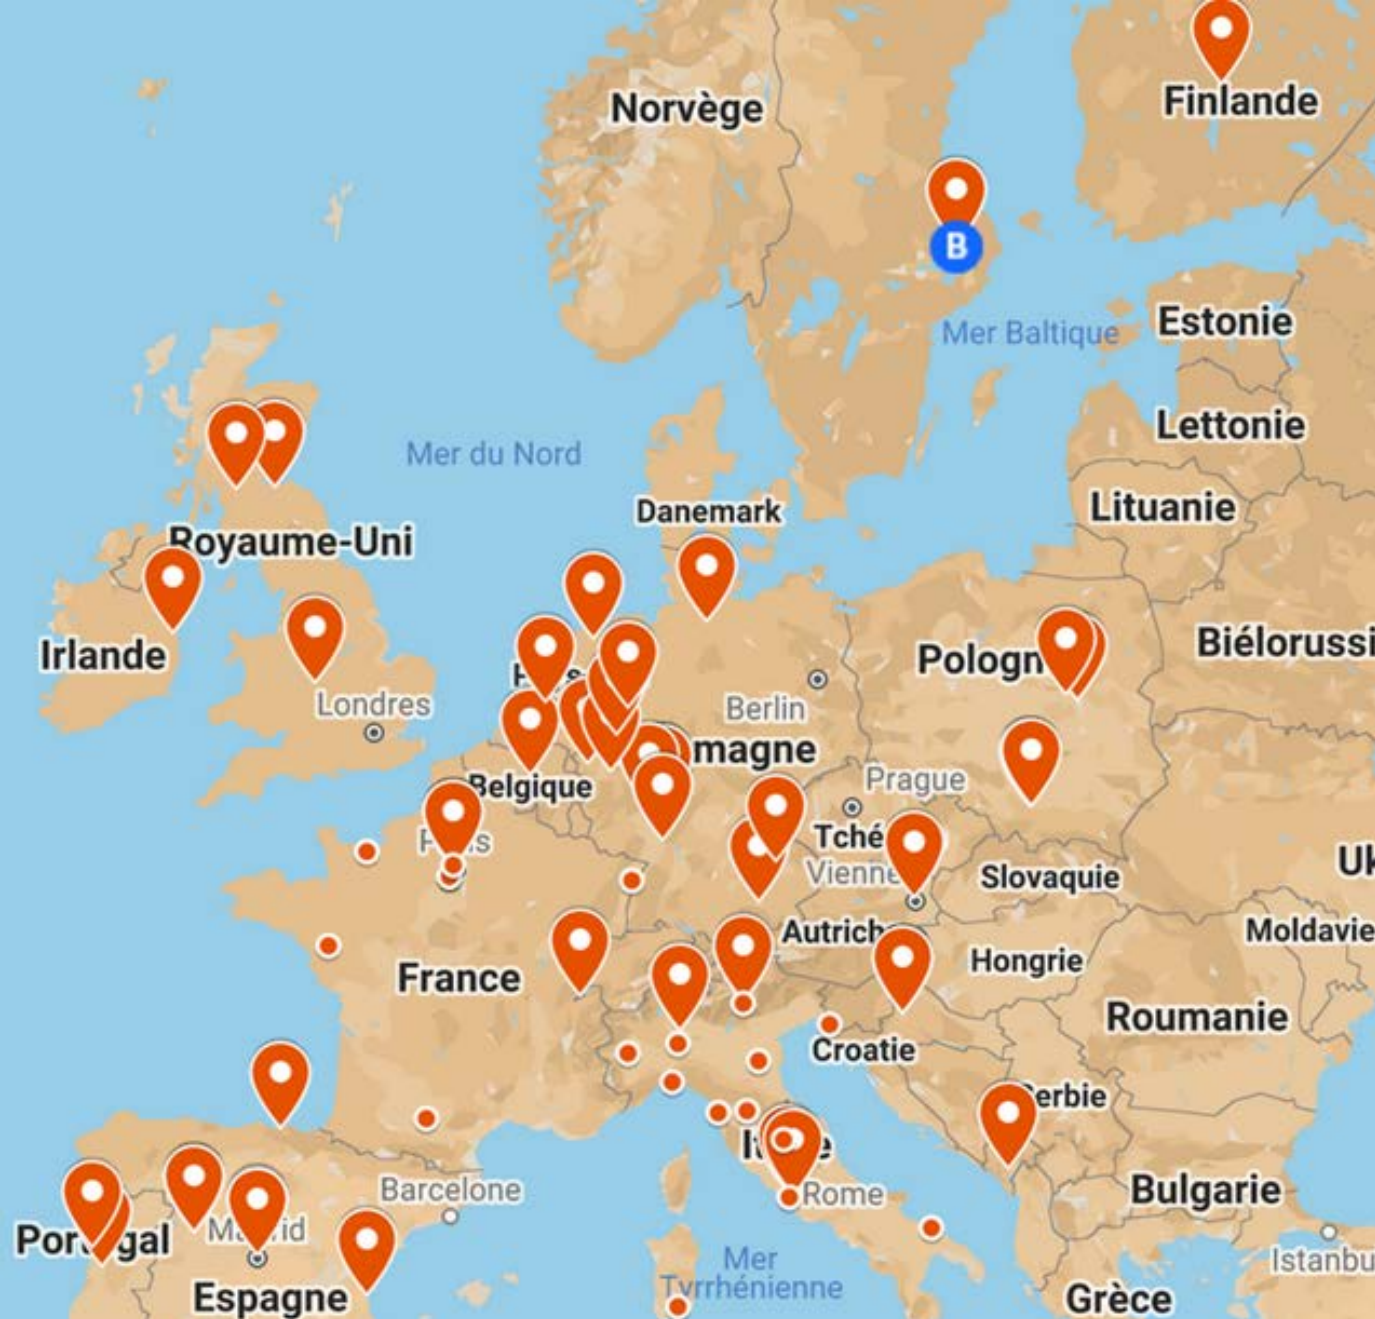 Finlande
Norvège
B
Estonie
Mer Baltique
Lettonie
Mer du Nord
Lituanie
Danemark
Royaume-Uni
Biélorussi
Irlande
Pologn
Londres
Berlin
magne
Prague
Belgique
Tché
Vienne
Slovaquie
Uk
Autrich
Moldavie
Hongrie
France
Roumanie
Croatie
erbie
Barcelone
Rome
Bulgarie
Espagne
Mer
Tyrrhénienne
Istanbu
Grèce